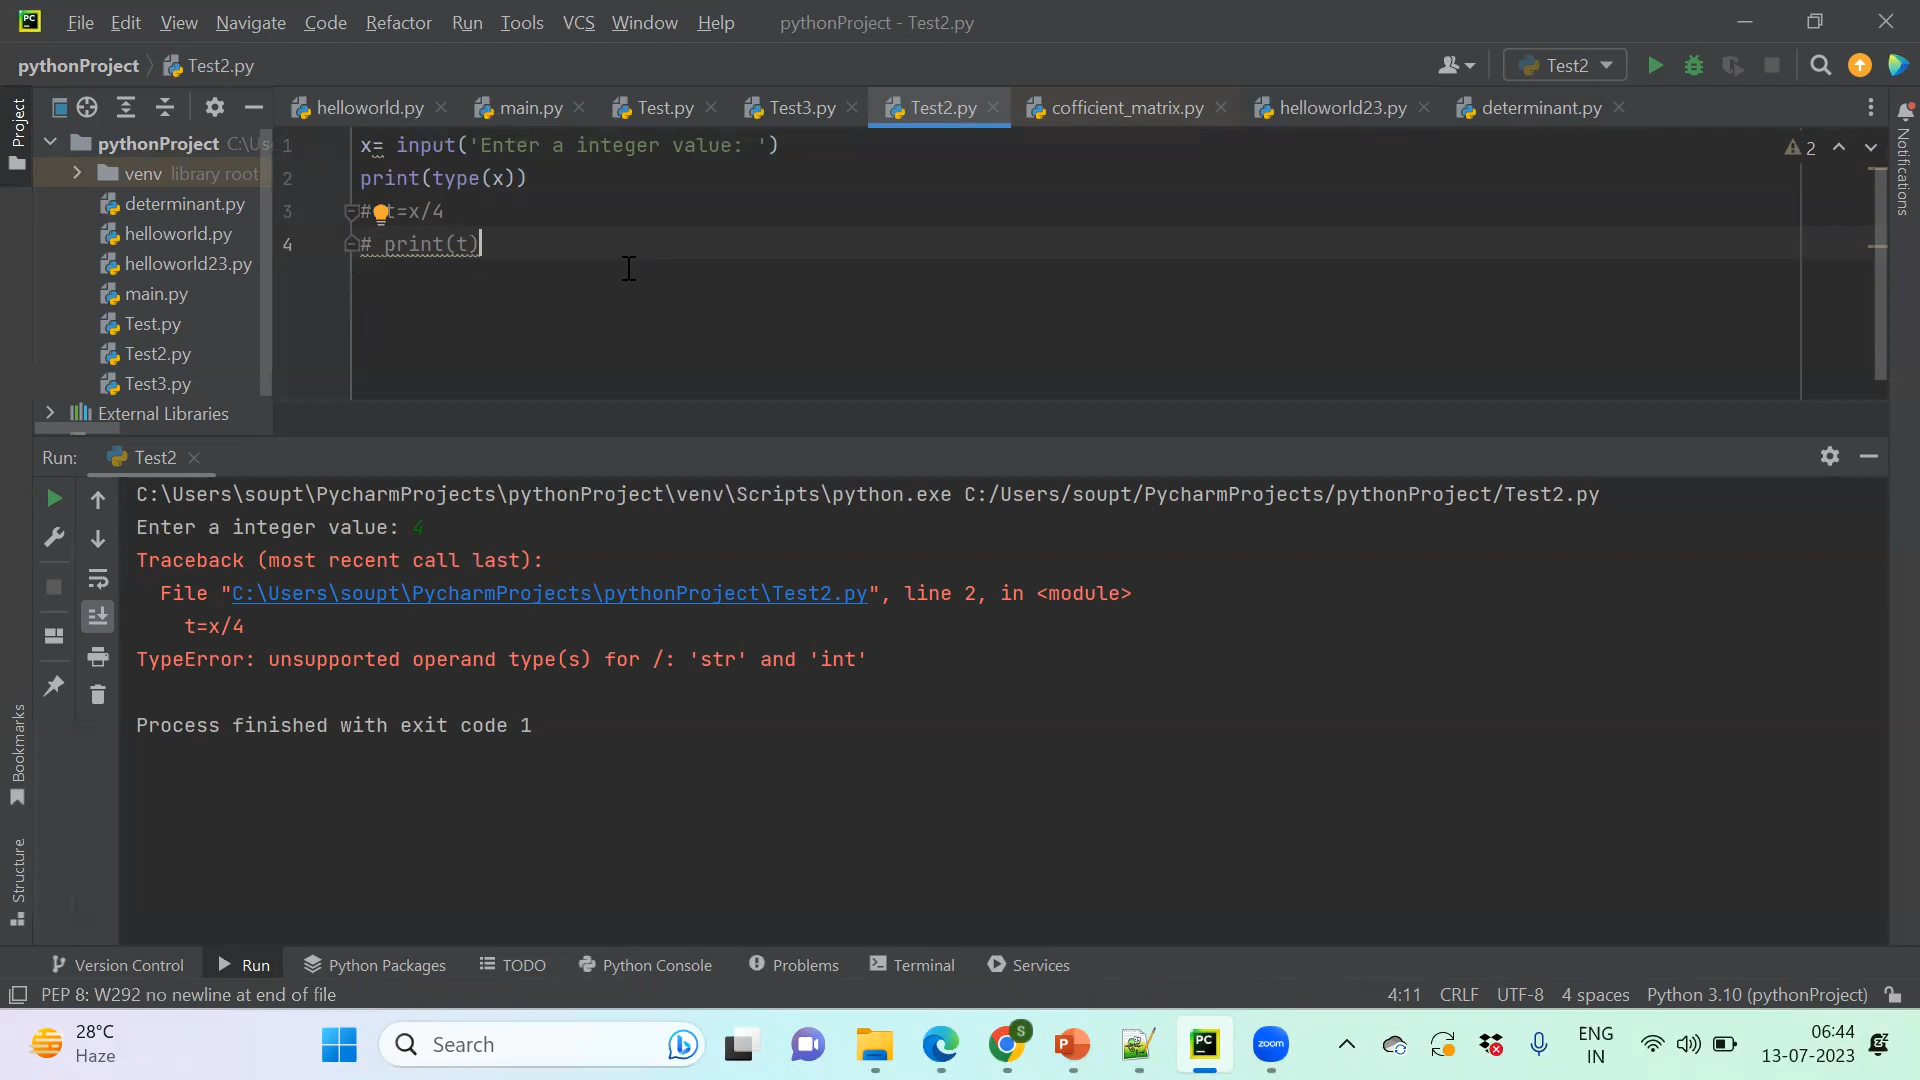 PC File Edit View Navigate Code Refactor Run Tools VCS Window Help pythonProject - Test2.py
pythonProject Test2.py Test2
helloworld.py main.py Test.py Test3.py Test2.py cofficient_matrix.py helloworld23.py determinant.py
Project
pythonProject C:\Us
venv library root
determinant.py
helloworld.py
helloworld23.py
main.py
Test.py
Test2.py
Test3.py
External Libraries
1 x= input('Enter a integer value: ')
2 print(type(x))
3 # t=x/4
4 # print(t)
2
Notifications
Run: Test2
C:\Users\soupt\PycharmProjects\pythonProject\venv\Scripts\python.exe C:/Users/soupt/PycharmProjects/pythonProject/Test2.py
Enter a integer value: 4
Traceback (most recent call last):
File "C:\Users\soupt\PycharmProjects\pythonProject\Test2.py", line 2, in <module>
t=x/4
TypeError: unsupported operand type(s) for /: 'str' and 'int'
Process finished with exit code 1
Bookmarks
Structure
Version Control Run Python Packages TODO Python Console Problems Terminal Services
PEP 8: W292 no newline at end of file 4:11 CRLF UTF-8 4 spaces Python 3.10 (pythonProject)
28°C
Haze
Search
S
P
PC
zoom
ENG
IN
06:44
13-07-2023